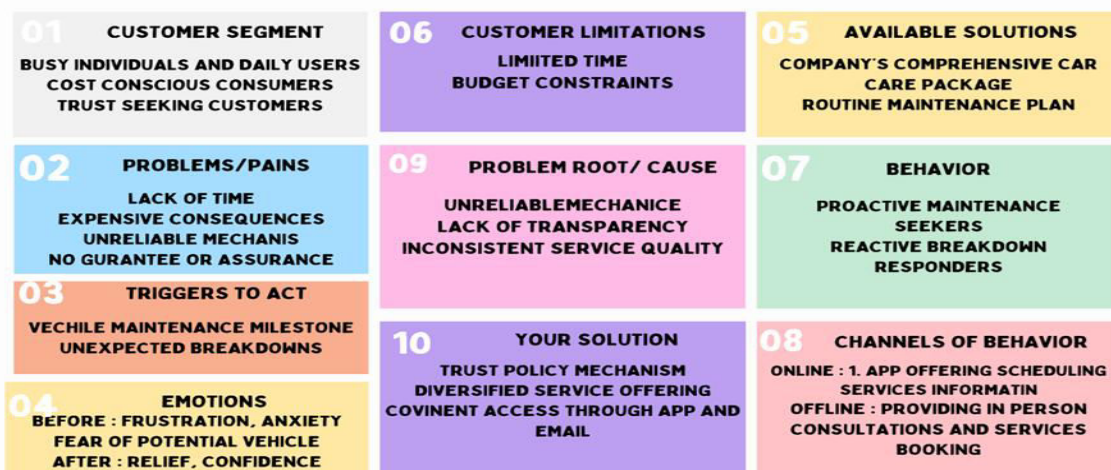 01 CUSTOMER SEGMENT
BUSY INDIVIDUALS AND DAILY USERS
COST CONSCIOUS CONSUMERS
TRUST SEEKING CUSTOMERS
06 CUSTOMER LIMITATIONS
LIMIITED TIME
BUDGET CONSTRAINTS
05 AVAILABLE SOLUTIONS
COMPANY'S COMPREHENSIVE CAR
CARE PACKAGE
ROUTINE MAINTENANCE PLAN
02 PROBLEMS/PAINS
LACK OF TIME
EXPENSIVE CONSEQUENCES
UNRELIABLE MECHANIS
NO GURANTEE OR ASSURANCE
09 PROBLEM ROOT/ CAUSE
UNRELIABLEMECHANICE
LACK OF TRANSPARENCY
INCONSISTENT SERVICE QUALITY
07 BEHAVIOR
PROACTIVE MAINTENANCE
SEEKERS
REACTIVE BREAKDOWN
RESPONDERS
03 TRIGGERS TO ACT
VECHILE MAINTENANCE MILESTONE
UNEXPECTED BREAKDOWNS
10 YOUR SOLUTION
TRUST POLICY MECHANISM
DIVERSIFIED SERVICE OFFERING
COVINENT ACCESS THROUGH APP AND
EMAIL
08 CHANNELS OF BEHAVIOR
ONLINE : 1. APP OFFERING SCHEDULING
SERVICES INFORMATIN
OFFLINE : PROVIDING IN PERSON
CONSULTATIONS AND SERVICES
BOOKING
04 EMOTIONS
BEFORE : FRUSTRATION, ANXIETY
FEAR OF POTENTIAL VEHICLE
AFTER : RELIEF, CONFIDENCE